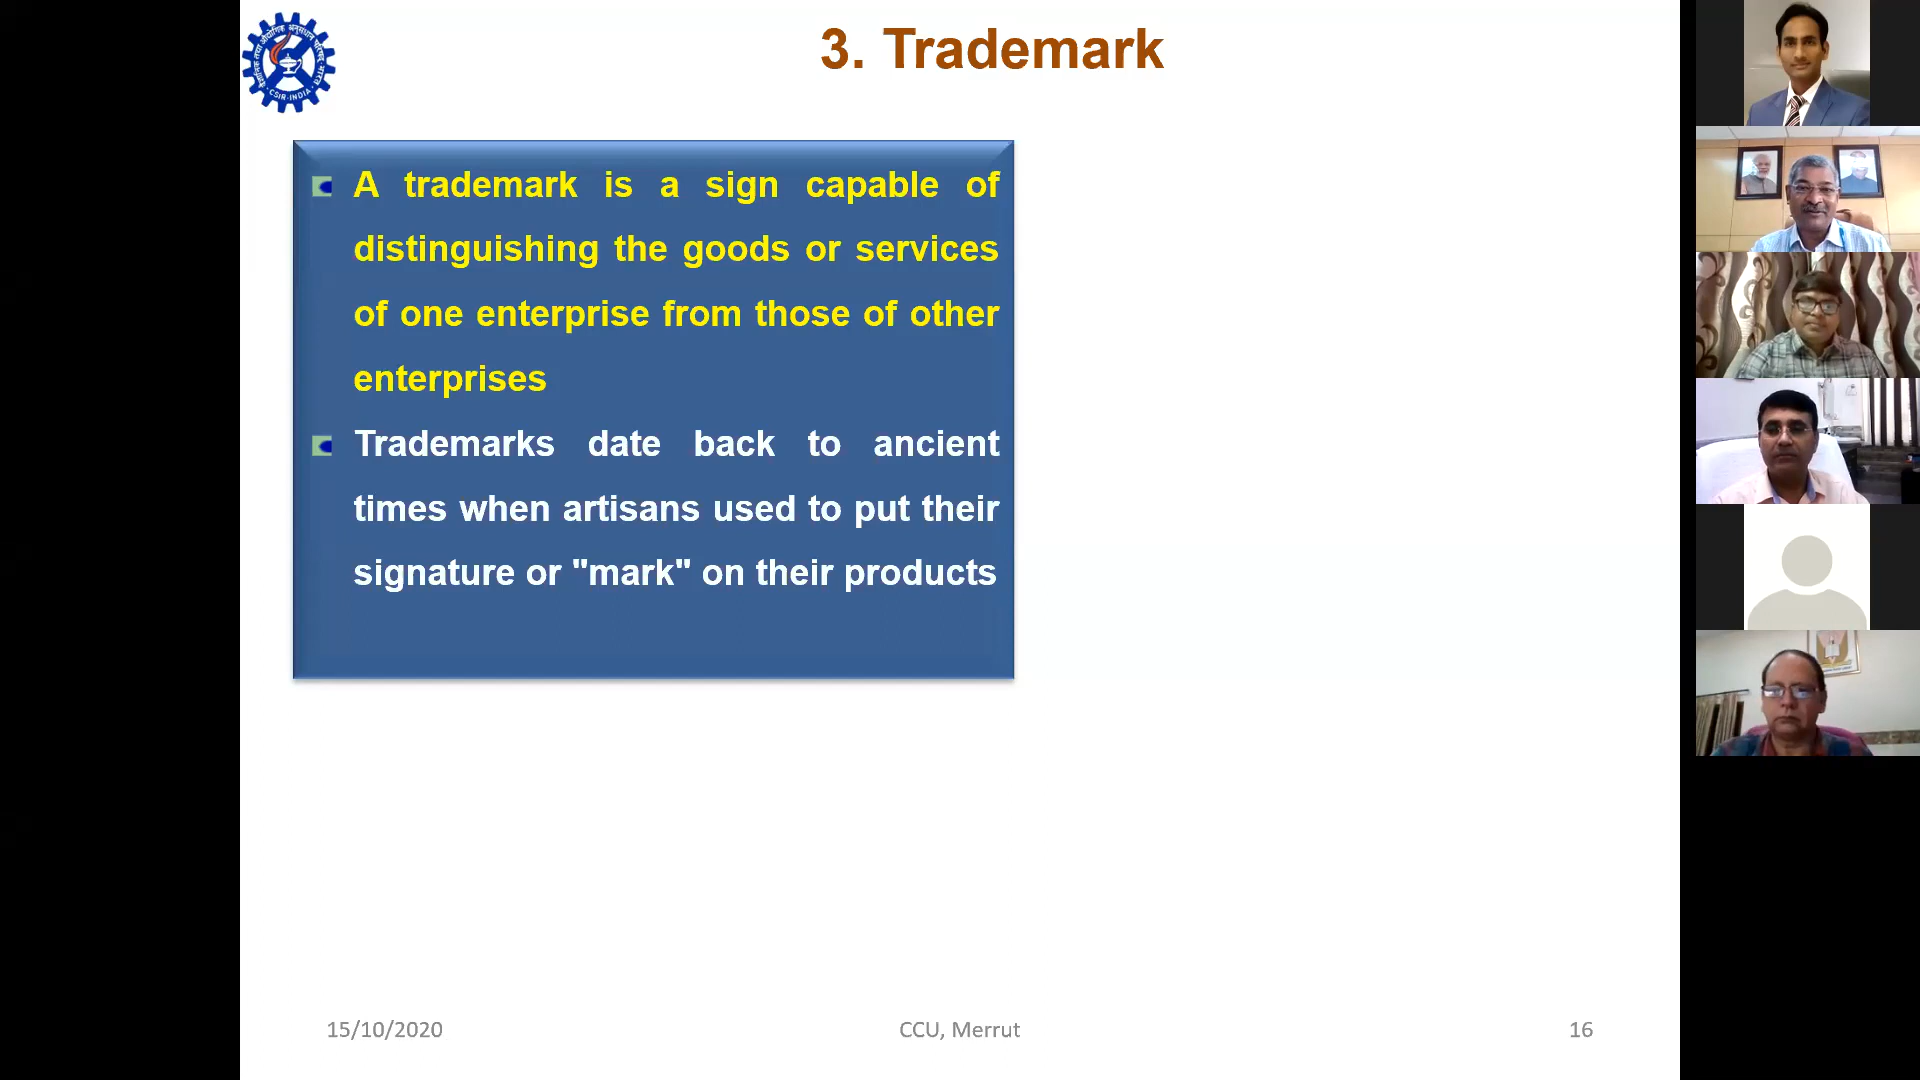 3. Trademark
CSIR-INDIA
A trademark is a sign capable of
distinguishing the goods or services
of one enterprise from those of other
enterprises
Trademarks date back to ancient
times when artisans used to put their
signature or "mark" on their products
15/10/2020
CCU, Merrut
16